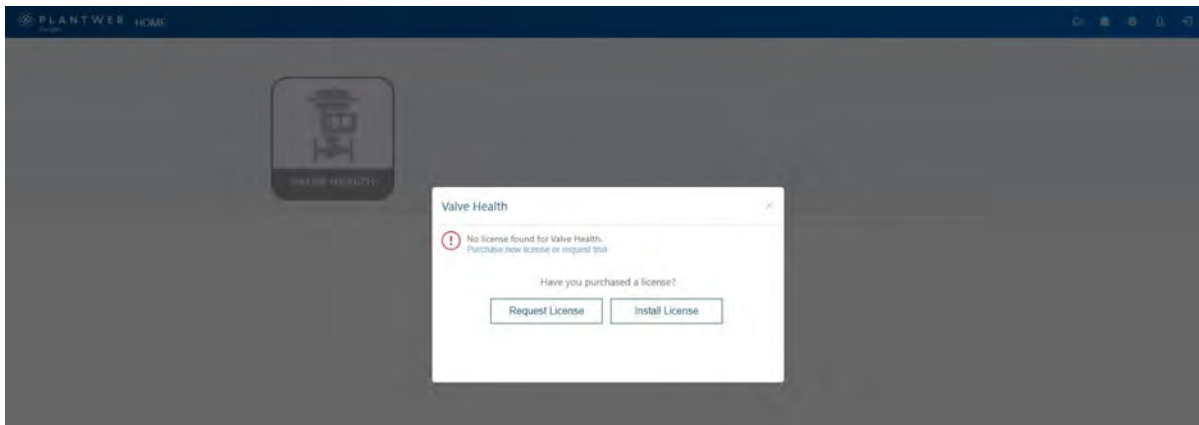 PLANTWEB HOME
VALVE HEALTH
Valve Health
No license found for Valve Health.
Purchase new license or request trial
Have you purchased a license?
Request License
Install License